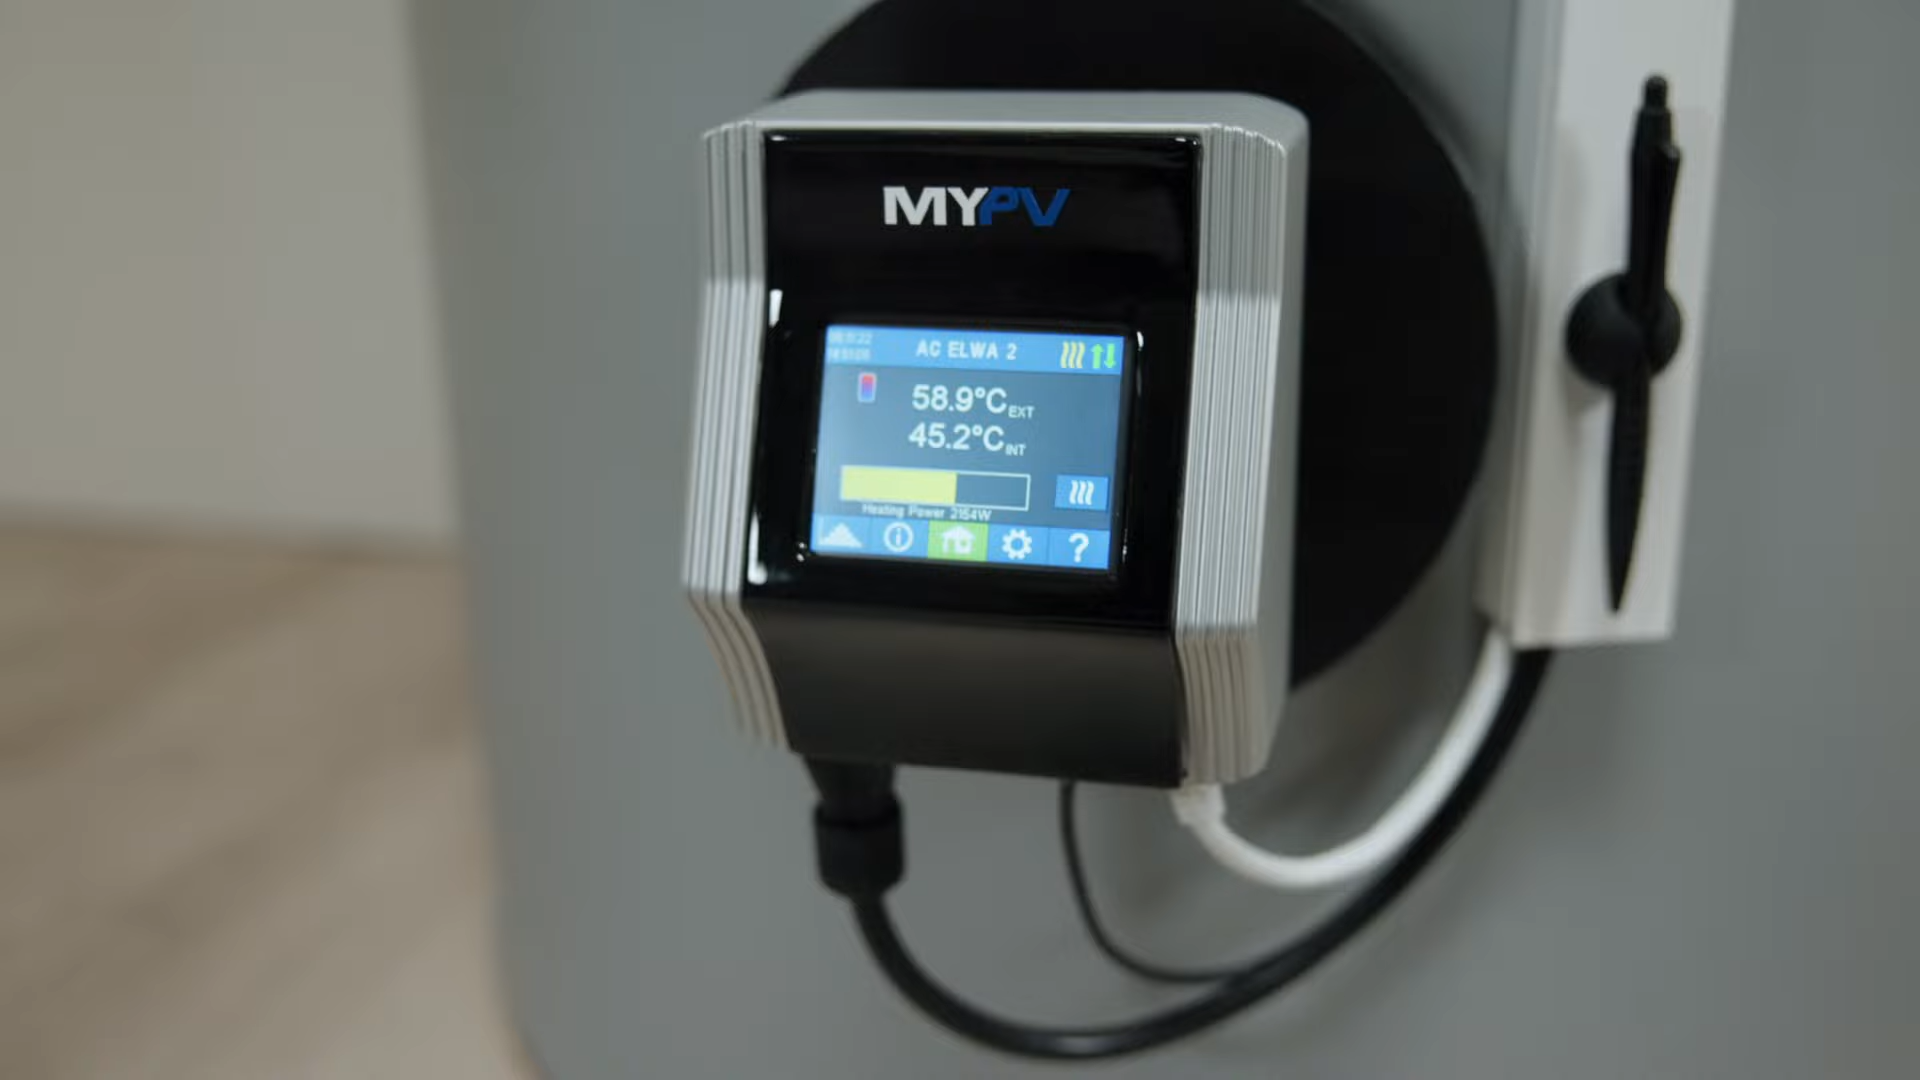 MYPV
AC ELWA 2
58.9°C EXT
45.2°C INT
Heating Power 2154W
?